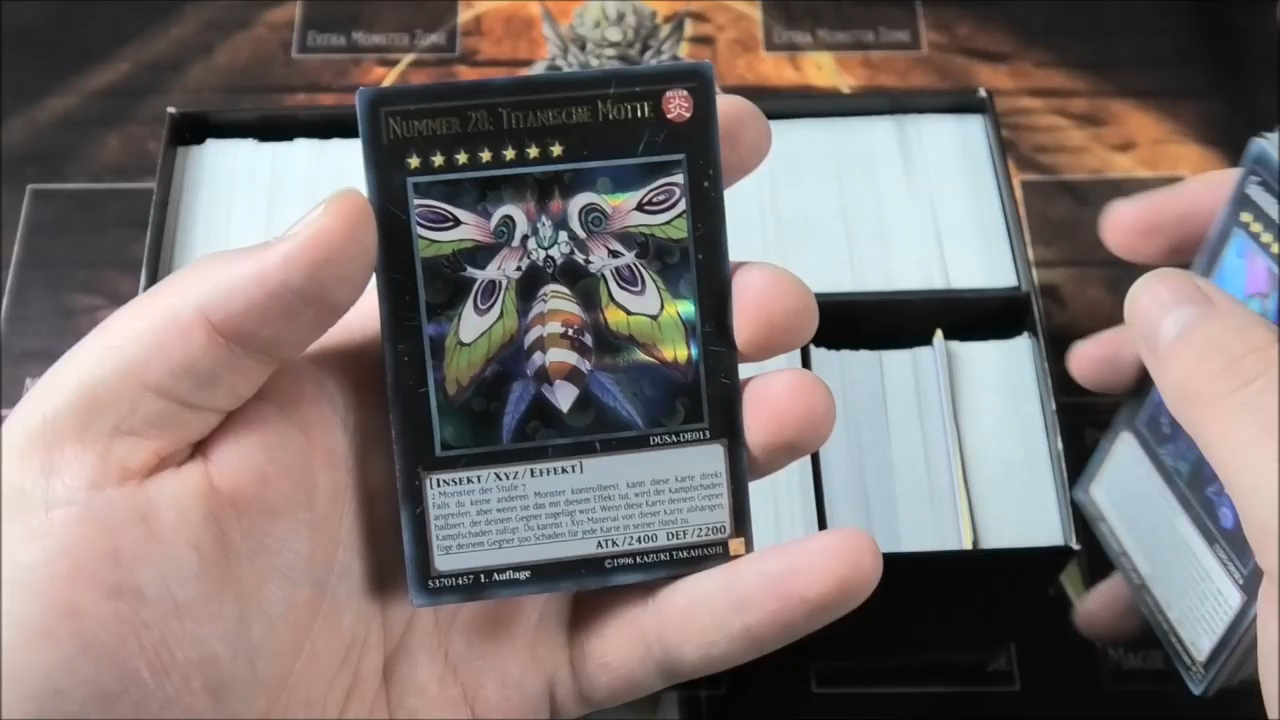 EXTRA MONSTER ZONE
EXTRA MONSTER ZONE
NUMMER 28: TITANISCHE MOTTE
FEUER
炎
DUSA-DE013
[INSEKT/XYZ/EFFEKT]
2 Monster der Stufe 7
Falls du keine anderen Monster kontrollierst, kann diese Karte direkt
angreifen, aber wenn sie das mit diesem Effekt tut, wird der Kampfschaden
halbiert, der deinem Gegner zugefügt wird. Wenn diese Karte deinem Gegner
Kampfschaden zufügt: Du kannst 1 Xyz-Material von dieser Karte abhängen;
füge deinem Gegner 500 Schaden für jede Karte in seiner Hand zu.
ATK/2400 DEF/2200
53701457 1. Auflage
©1996 KAZUKI TAKAHASHI